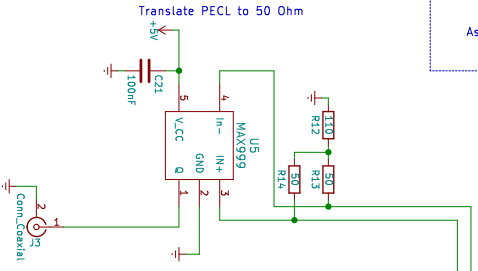 Translate PECL to 50 Ohm
As
+5V
C21
100nF
5
4
V_CC
In-
U5
MAX999
Q
GND
IN+
1
2
3
110
R12
50
R14
50
R13
2
1
J3
Conn_Coaxial